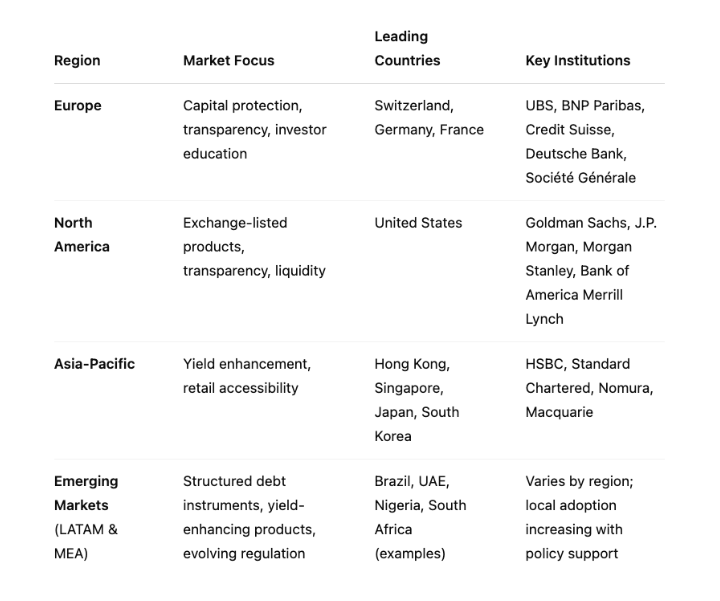 Region Market Focus Leading Countries Key Institutions
Europe
Capital protection,
transparency, investor
education
Switzerland,
Germany, France
UBS, BNP Paribas,
Credit Suisse,
Deutsche Bank,
Société Générale
North
America
Exchange-listed
products,
transparency, liquidity
United States
Goldman Sachs, J.P.
Morgan, Morgan
Stanley, Bank of
America Merrill
Lynch
Asia-Pacific
Yield enhancement,
retail accessibility
Hong Kong,
Singapore,
Japan, South
Korea
HSBC, Standard
Chartered, Nomura,
Macquarie
Emerging
Markets
(LATAM &
MEA)
Structured debt
instruments, yield-
enhancing products,
evolving regulation
Brazil, UAE,
Nigeria, South
Africa
(examples)
Varies by region;
local adoption
increasing with
policy support